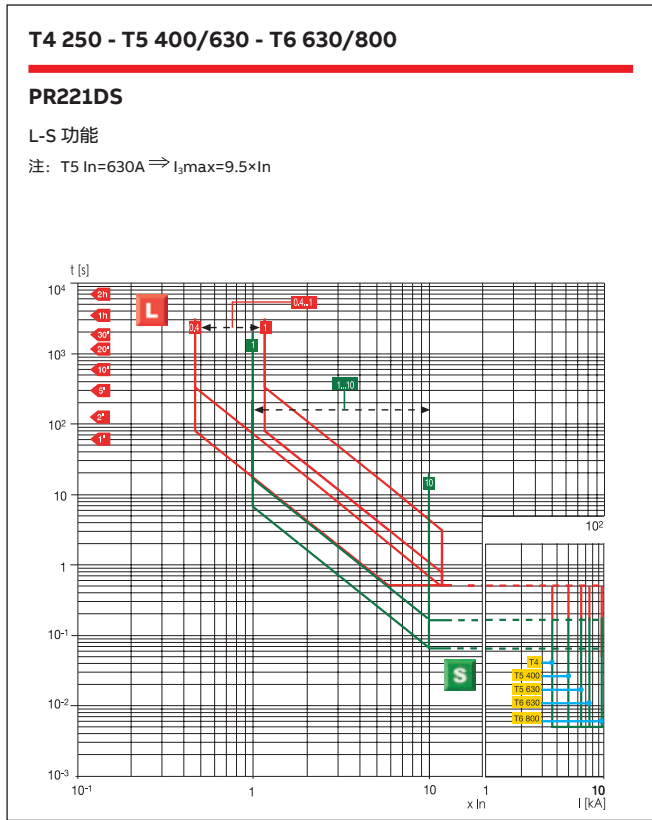 T4 250 - T5 400/630 - T6 630/800
PR221DS
L-S 功能
注: T5 In=630A ⟹ I₃max=9.5×In
t [s]
10⁴
10³
10²
10
1
10⁻¹
10⁻²
10⁻³
2h
1h
30'
20'
10'
5'
2'
1'
L
0.4
0.4...1
1
1
1...10
10
10²
S
T4
T5 400
T5 630
T6 630
T6 800
10⁻¹
1
10
1
10
x In
I [kA]